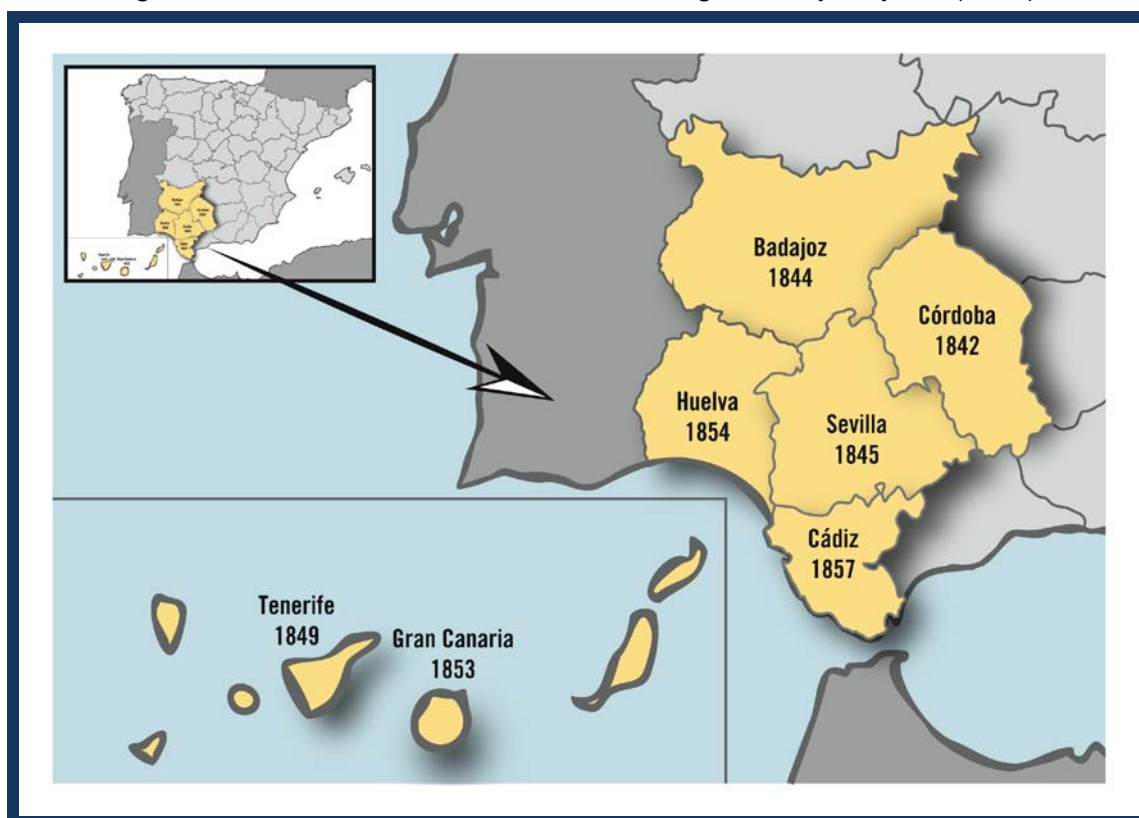 Badajoz
1844
Córdoba
1842
Huelva
1854
Sevilla
1845
Cádiz
1857
Tenerife
1849
Gran Canaria
1853